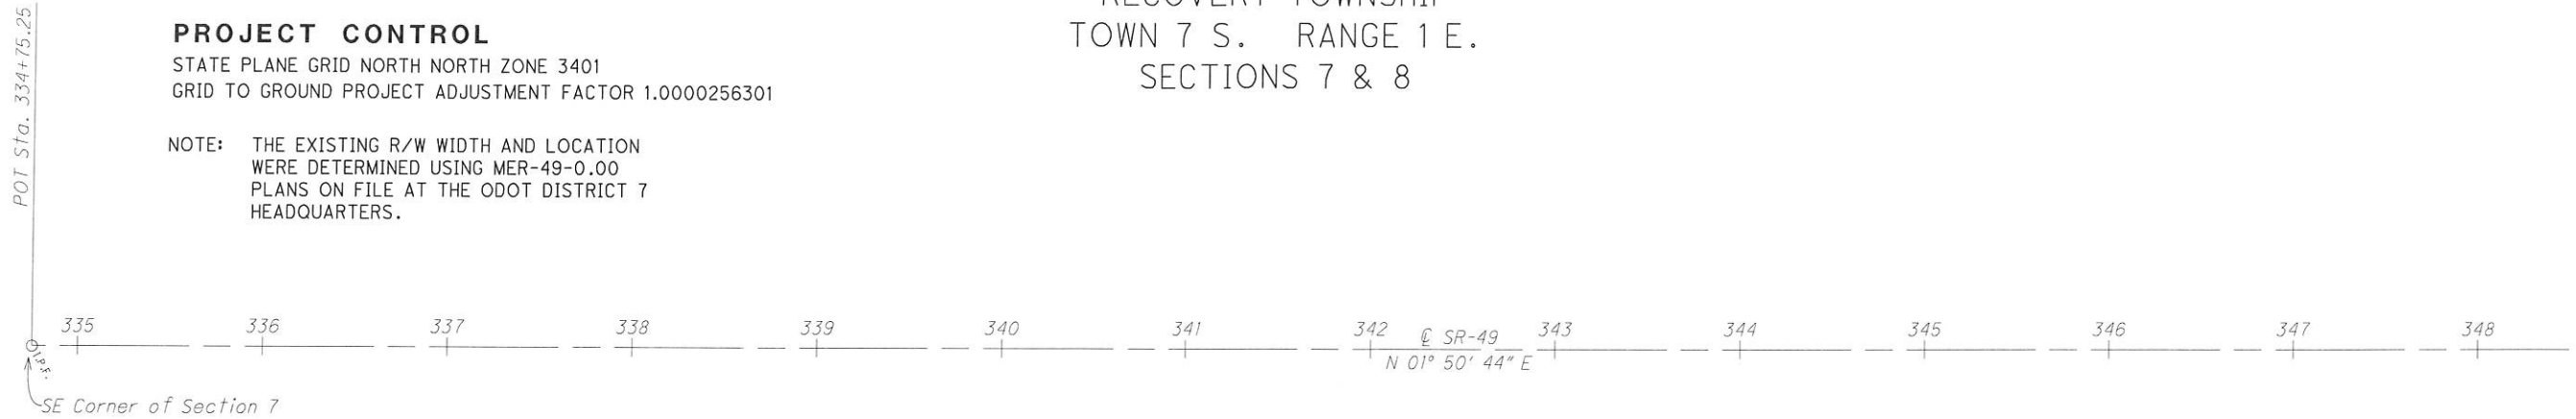 RECOVERY TOWNSHIP
TOWN 7 S. RANGE 1 E.
SECTIONS 7 & 8
PROJECT CONTROL
STATE PLANE GRID NORTH NORTH ZONE 3401
GRID TO GROUND PROJECT ADJUSTMENT FACTOR 1.0000256301
NOTE: THE EXISTING R/W WIDTH AND LOCATION
WERE DETERMINED USING MER-49-0.00
PLANS ON FILE AT THE ODOT DISTRICT 7
HEADQUARTERS.
POT Sta. 334+75.25
335 336 337 338 339 340 341 342 ℄ SR-49 343 344 345 346 347 348
N 01° 50' 44" E
I.P.F.
SE Corner of Section 7